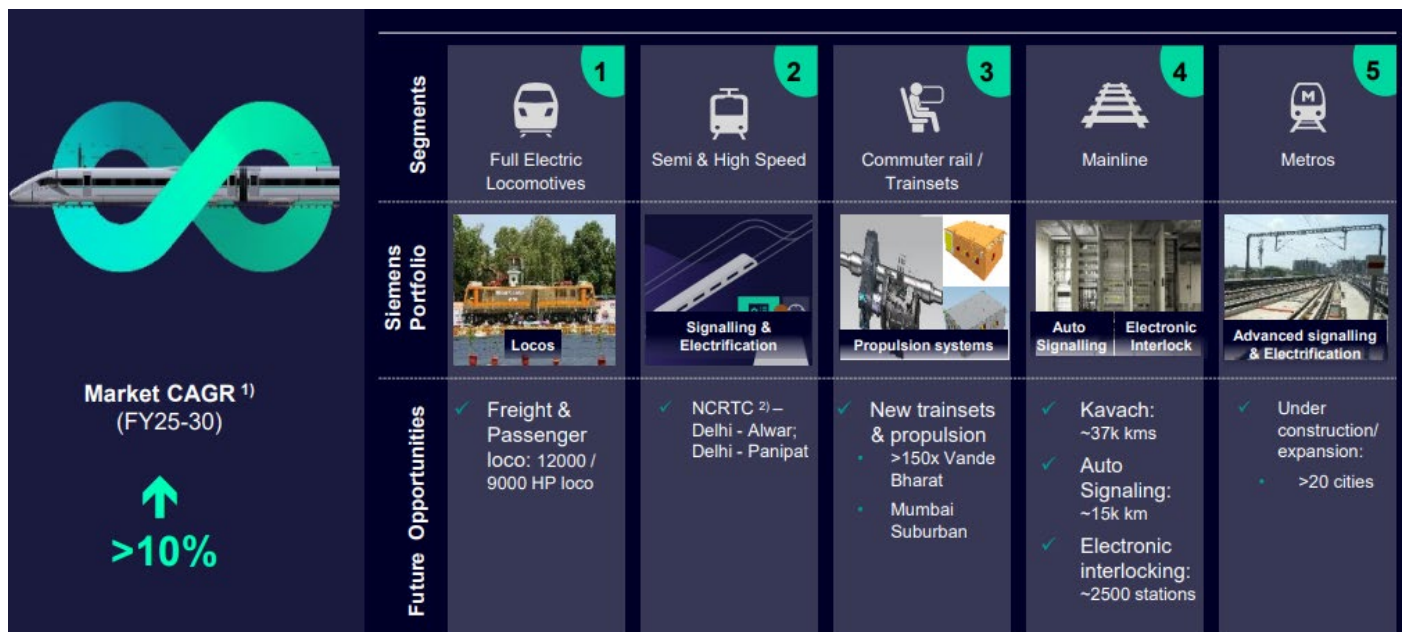 Market CAGR 1)
(FY25-30)
>10%
Segments
1
Full Electric
Locomotives
2
Semi & High Speed
3
Commuter rail /
Trainsets
4
Mainline
5
M
Metros
Siemens
Portfolio
Locos
Signalling &
Electrification
Propulsion systems
Auto
Signalling
Electronic
Interlock
Advanced signalling
& Electrification
Future Opportunities
Freight &
Passenger
loco: 12000 /
9000 HP loco
NCRTC 2) –
Delhi - Alwar;
Delhi - Panipat
New trainsets
& propulsion
>150x Vande
Bharat
Mumbai
Suburban
Kavach:
~37k kms
Auto
Signaling:
~15k km
Electronic
interlocking:
~2500 stations
Under
construction/
expansion:
>20 cities